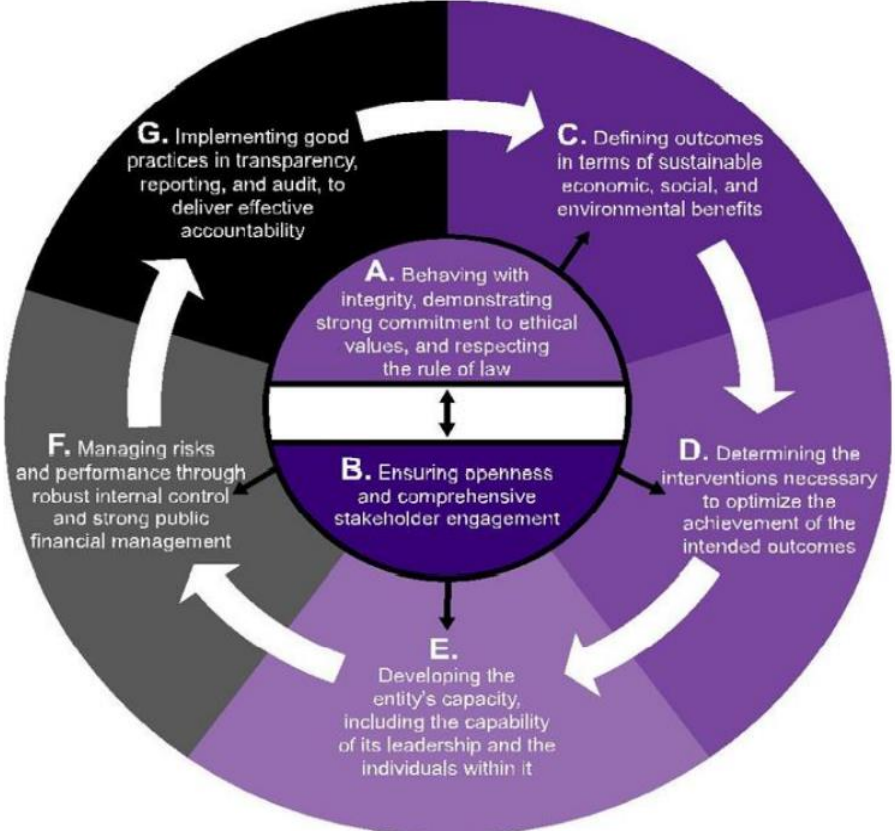 A. Behaving with
integrity, demonstrating
strong commitment to ethical
values, and respecting
the rule of law
B. Ensuring openness
and comprehensive
stakeholder engagement
C. Defining outcomes
in terms of sustainable
economic, social, and
environmental benefits
D. Determining the
interventions necessary
to optimize the
achievement of the
intended outcomes
E.
Developing the
entity's capacity,
including the capability
of its leadership and the
individuals within it
F. Managing risks
and performance through
robust internal control
and strong public
financial management
G. Implementing good
practices in transparency,
reporting, and audit, to
deliver effective
accountability